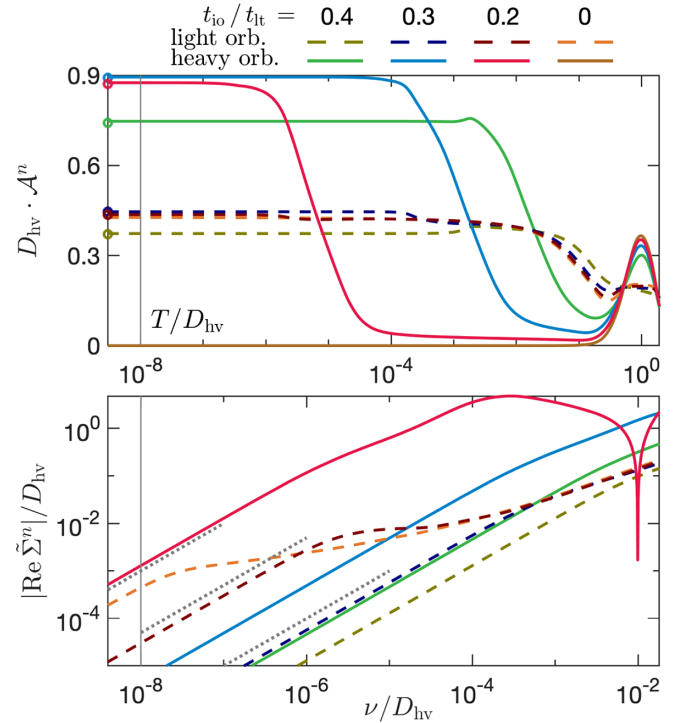 t_io / t_lt = 0.4 0.3 0.2 0
light orb.
heavy orb.
0.9
0.6
0.3
0
D_hv · 𝒜^n
T/D_hv
10^-8 10^-4 10^0
10^0
10^-2
10^-4
|Re Σ̃^n|/D_hv
10^-8 10^-6 10^-4 10^-2
ν/D_hv